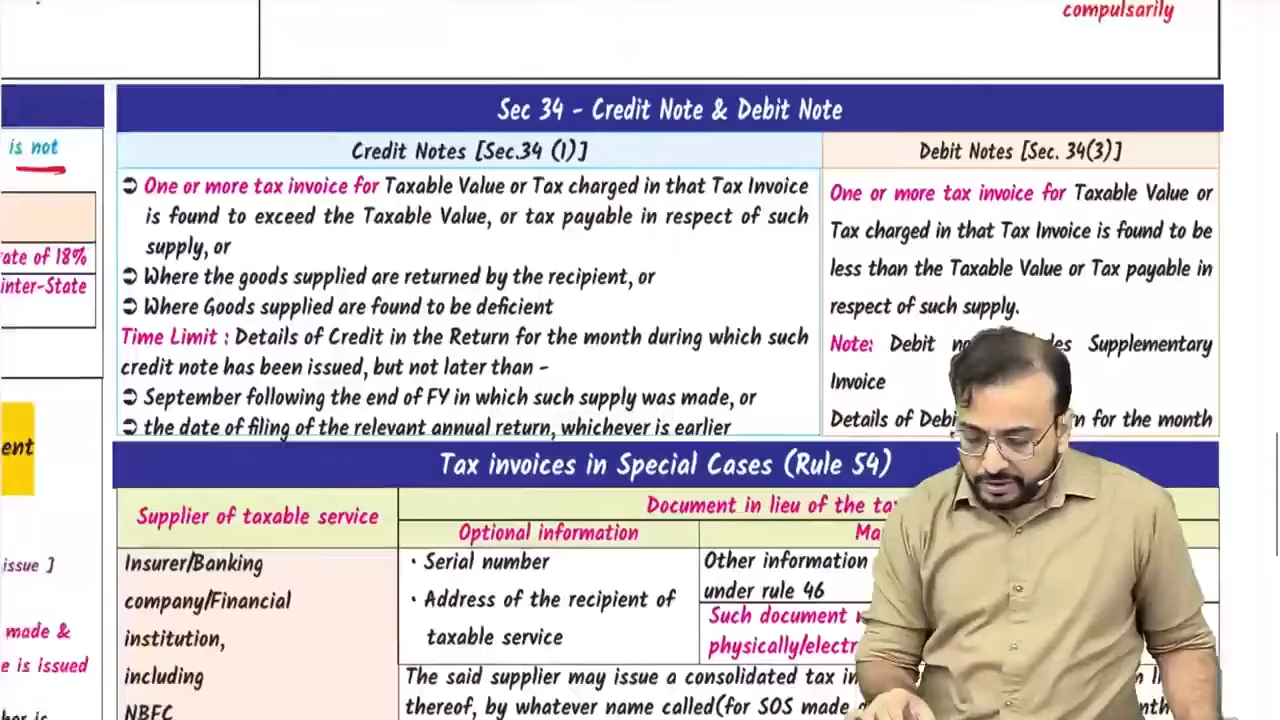 compulsarily
Sec 34 - Credit Note & Debit Note
is not
Credit Notes [Sec.34 (1)]
➲ One or more tax invoice for Taxable Value or Tax charged in that Tax Invoice
is found to exceed the Taxable Value, or tax payable in respect of such
supply, or
➲ Where the goods supplied are returned by the recipient, or
➲ Where Goods supplied are found to be deficient
Time Limit : Details of Credit in the Return for the month during which such
credit note has been issued, but not later than -
➲ September following the end of FY in which such supply was made, or
➲ the date of filing of the relevant annual return, whichever is earlier
Debit Notes [Sec. 34(3)]
One or more tax invoice for Taxable Value or
Tax charged in that Tax Invoice is found to be
less than the Taxable Value or Tax payable in
respect of such supply.
Note: Debit Supplementary
Invoice
Details of for the month
rate of 18%
inter-State
issue ]
made &
is issued
Tax invoices in Special Cases (Rule 54)
Supplier of taxable service
Document in lieu of the
Optional information
Insurer/Banking
company/Financial
institution,
including
NBFC
• Serial number
• Address of the recipient of
taxable service
Other information
under rule 46
Such document
The said supplier may issue a consolidated tax
thereof, by whatever name called(for SOS made